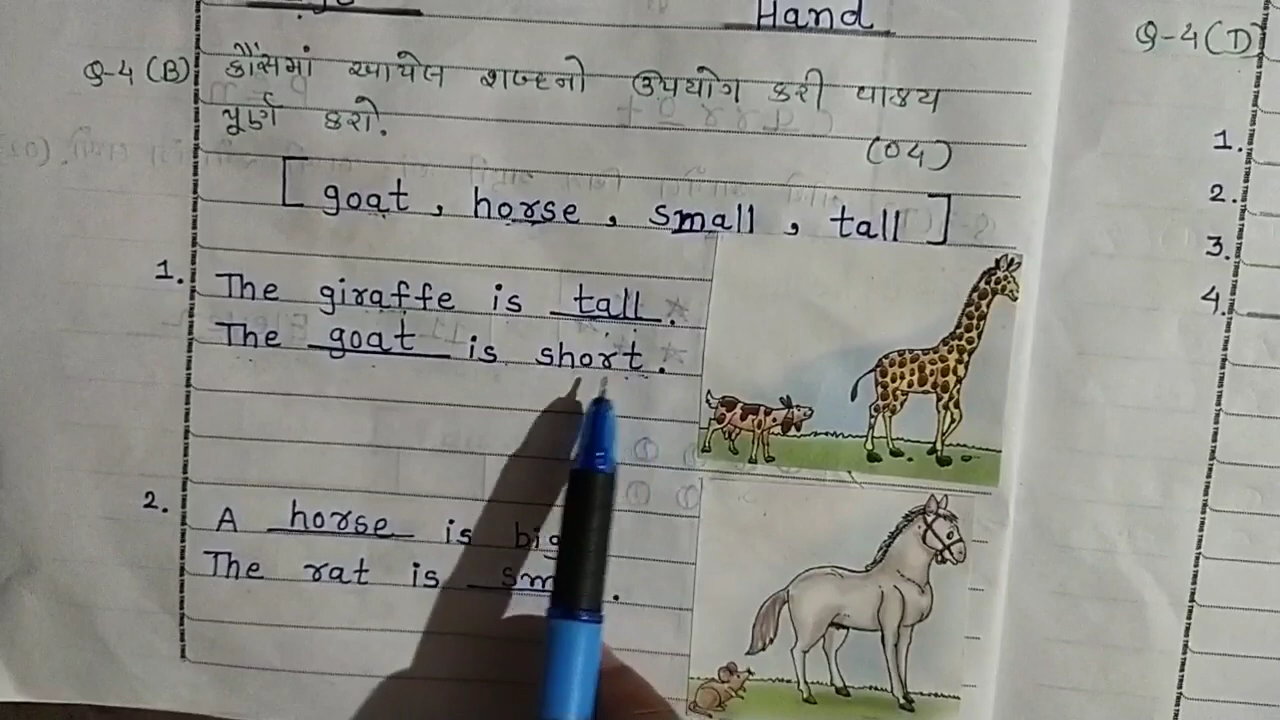 Hand
Q-4 (B) કૌંસમાં આપેલ શબ્દનો ઉપયોગ કરી વાક્ય
પૂર્ણ કરો.
(04)
[ goat, horse, small, tall ]
1. The giraffe is tall.
The goat is short.
2. A horse is
The rat is
Q-4 (D)
1.
2.
3.
4.